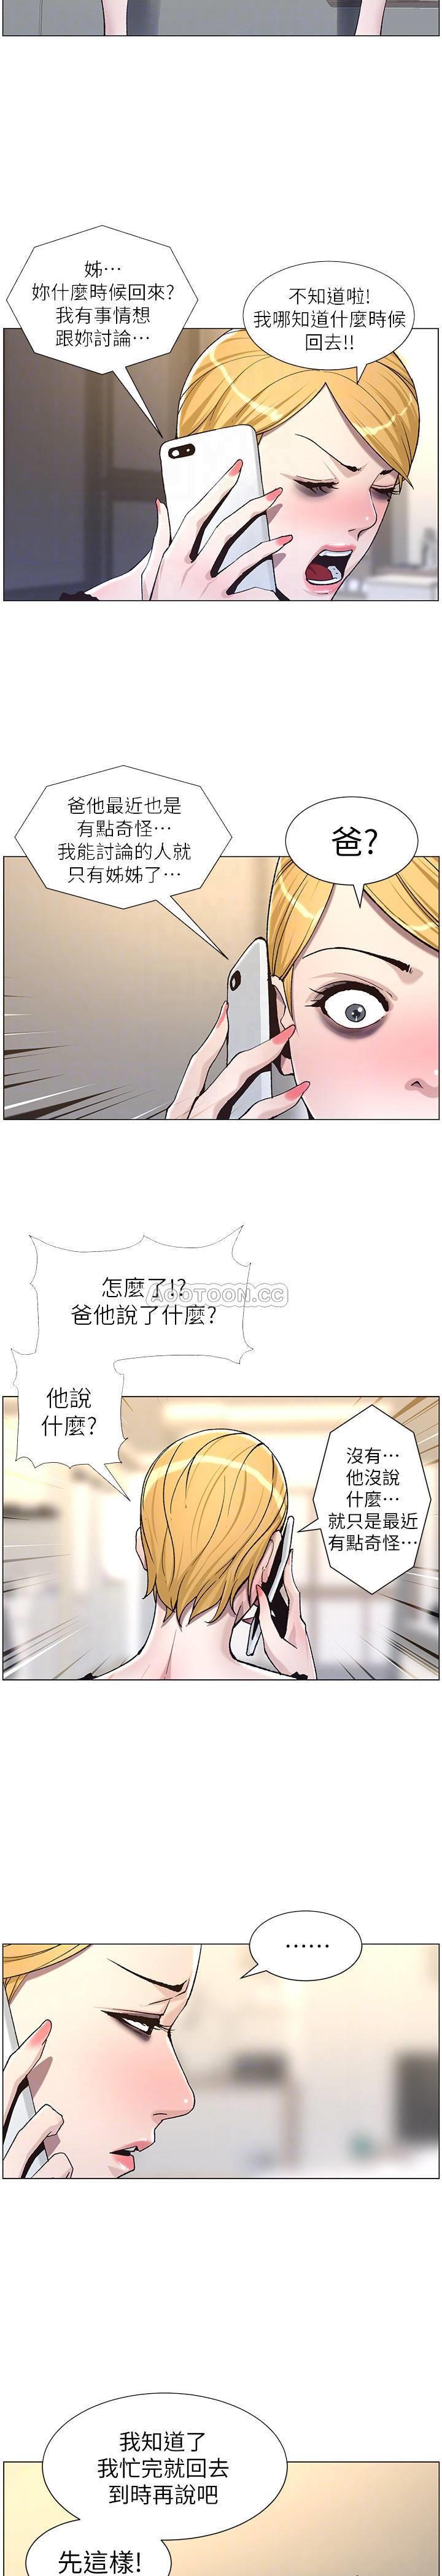 姊⋯
妳什麼時候回來?
我有事情想
跟妳討論⋯
不知道啦!
我哪知道什麼時候
回去!!
爸他最近也是
有點奇怪⋯
我能討論的人就
只有姊姊了⋯
爸?
怎麼了!?
爸他說了什麼?
AOOTOON.CC
他說
什麼?
沒有⋯
他沒說
什麼⋯
就只是最近
有點奇怪⋯
⋯⋯
我知道了
我忙完就回去
到時再說吧
先這樣!